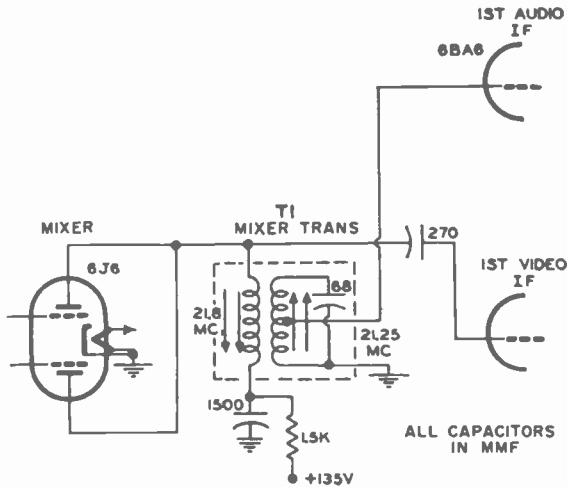 1ST AUDIO
IF
6BA6
T1
MIXER TRANS
MIXER
6J6
270
1ST VIDEO
IF
68
21.8
MC
21.25
MC
1500
1.5K
+135V
ALL CAPACITORS
IN MMF